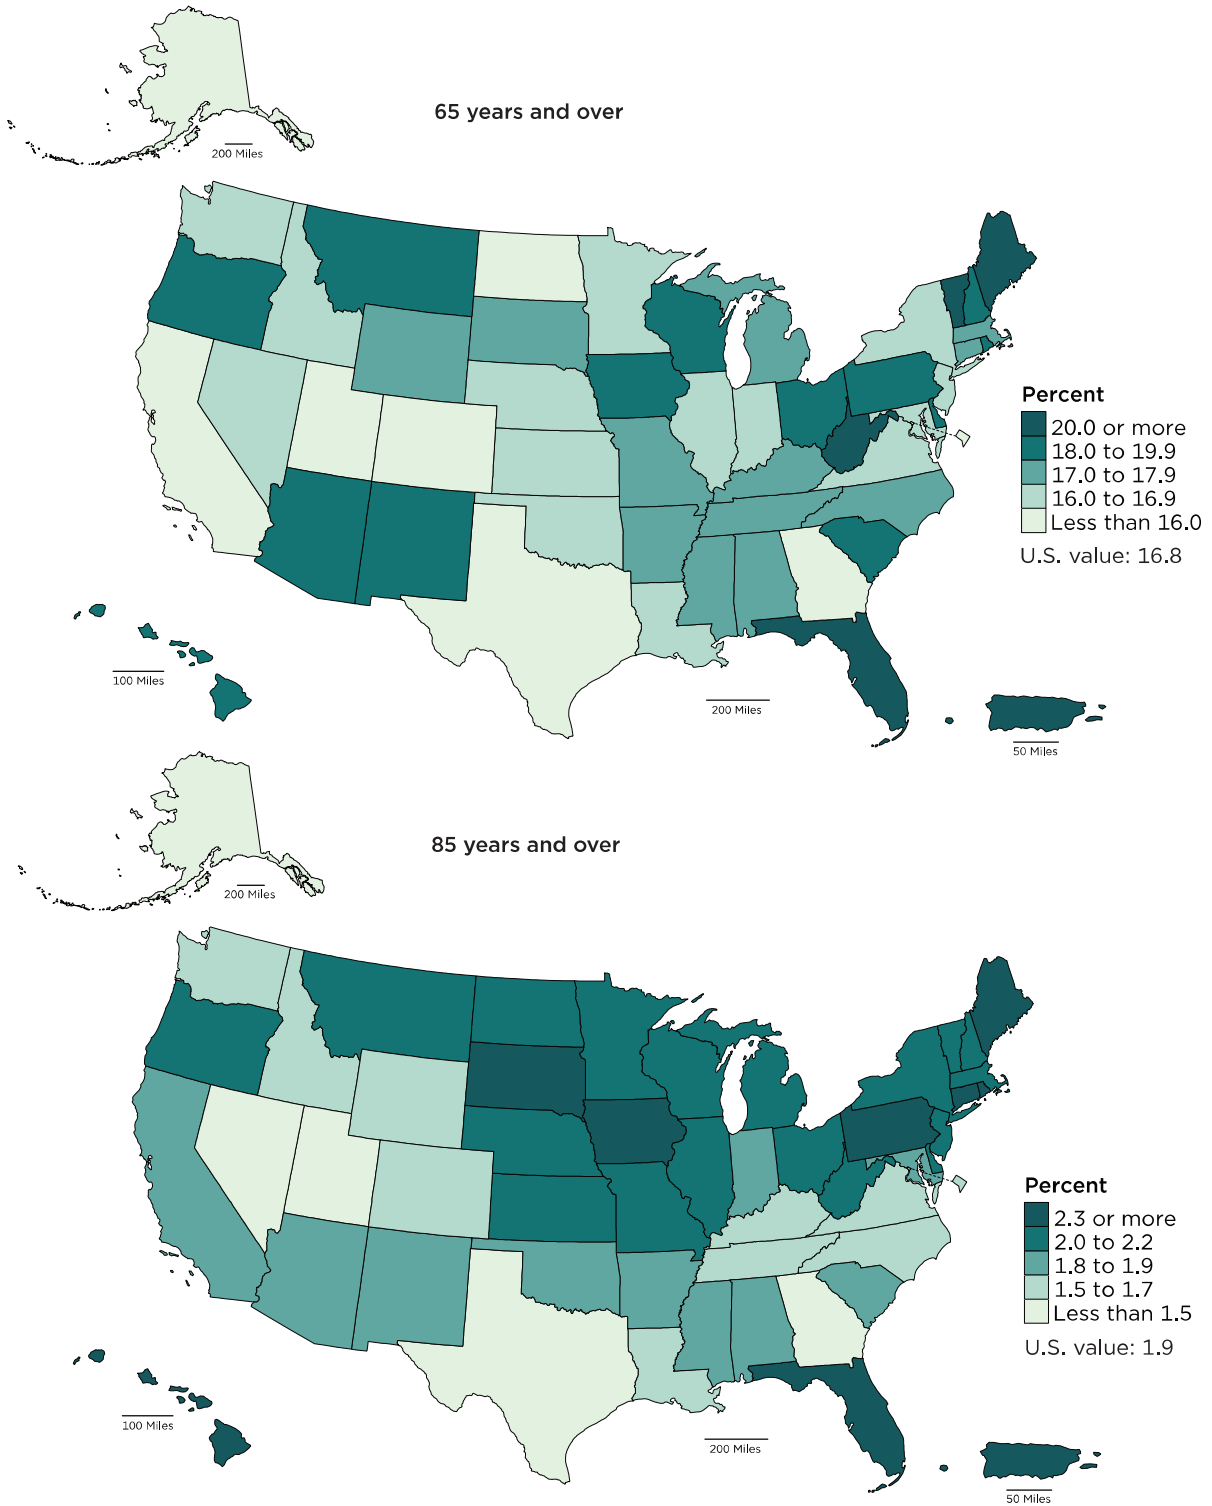 65 years and over
200 Miles
Percent
20.0 or more
18.0 to 19.9
17.0 to 17.9
16.0 to 16.9
Less than 16.0
U.S. value: 16.8
100 Miles
200 Miles
50 Miles
85 years and over
200 Miles
Percent
2.3 or more
2.0 to 2.2
1.8 to 1.9
1.5 to 1.7
Less than 1.5
U.S. value: 1.9
100 Miles
200 Miles
50 Miles